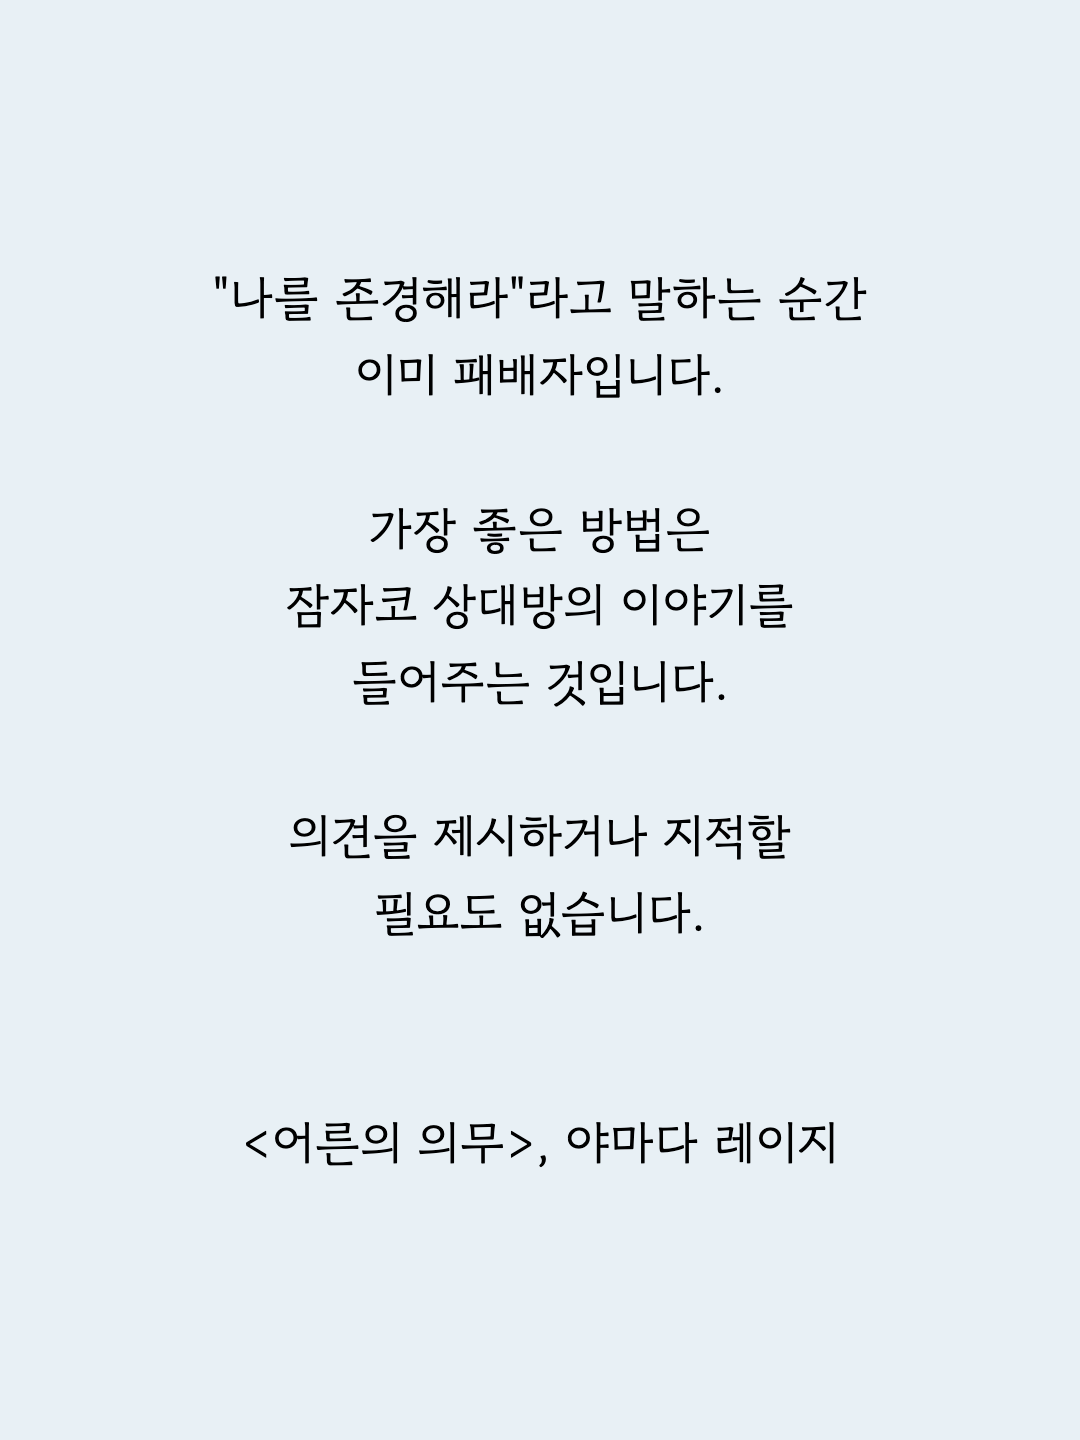 "나를 존경해라"라고 말하는 순간
이미 패배자입니다.
가장 좋은 방법은
잠자코 상대방의 이야기를
들어주는 것입니다.
의견을 제시하거나 지적할
필요도 없습니다.
<어른의 의무>, 야마다 레이지